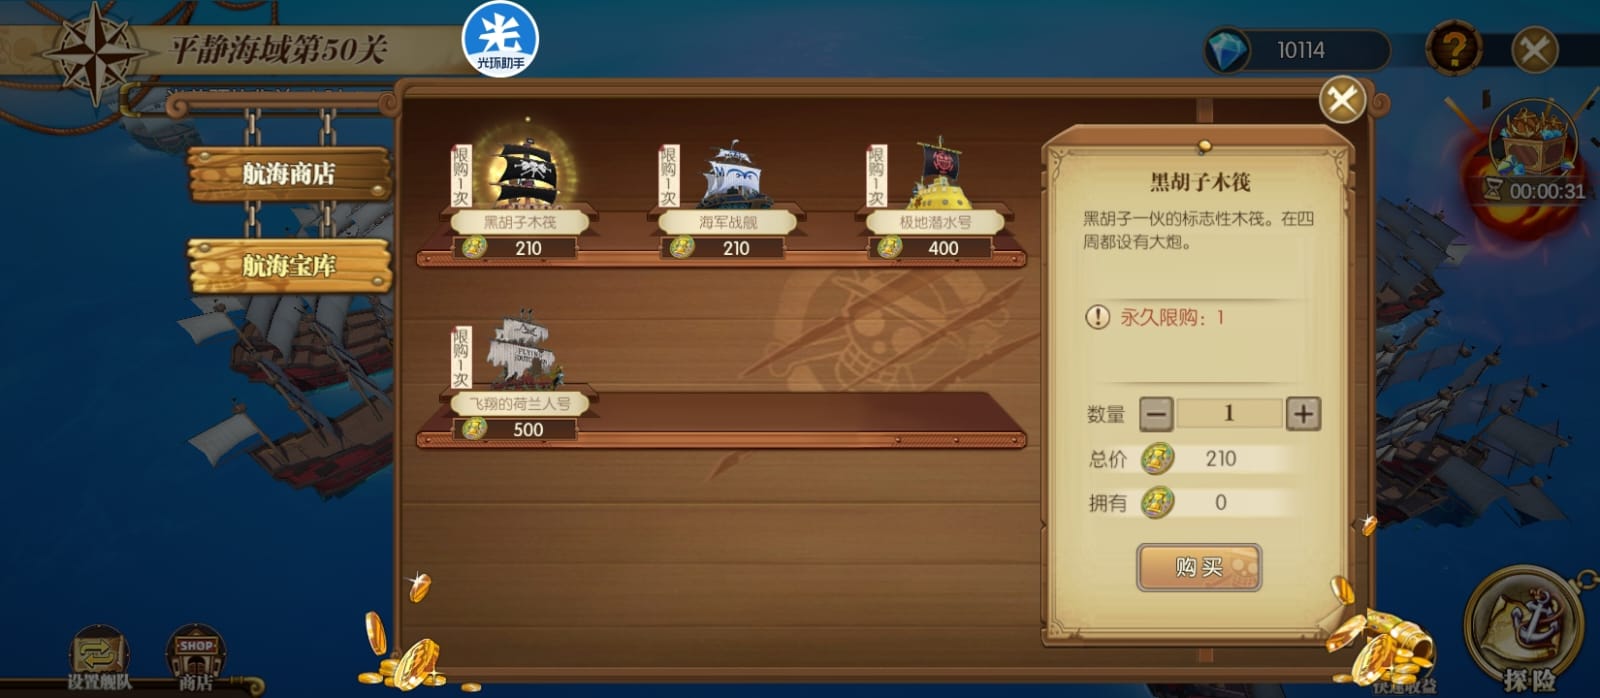 平静海域第50关
光
光环助手
10114
?
00:00:31
航海商店
航海宝库
限购1次
黑胡子木筏
210
限购1次
海军战舰
210
限购1次
极地潜水号
400
限购1次
飞翔的荷兰人号
500
黑胡子木筏
黑胡子一伙的标志性木筏。在四
周都设有大炮。
永久限购：1
数量 1
总价 210
拥有 0
购买
设置舰队
SHOP
商店
快速收益
探险